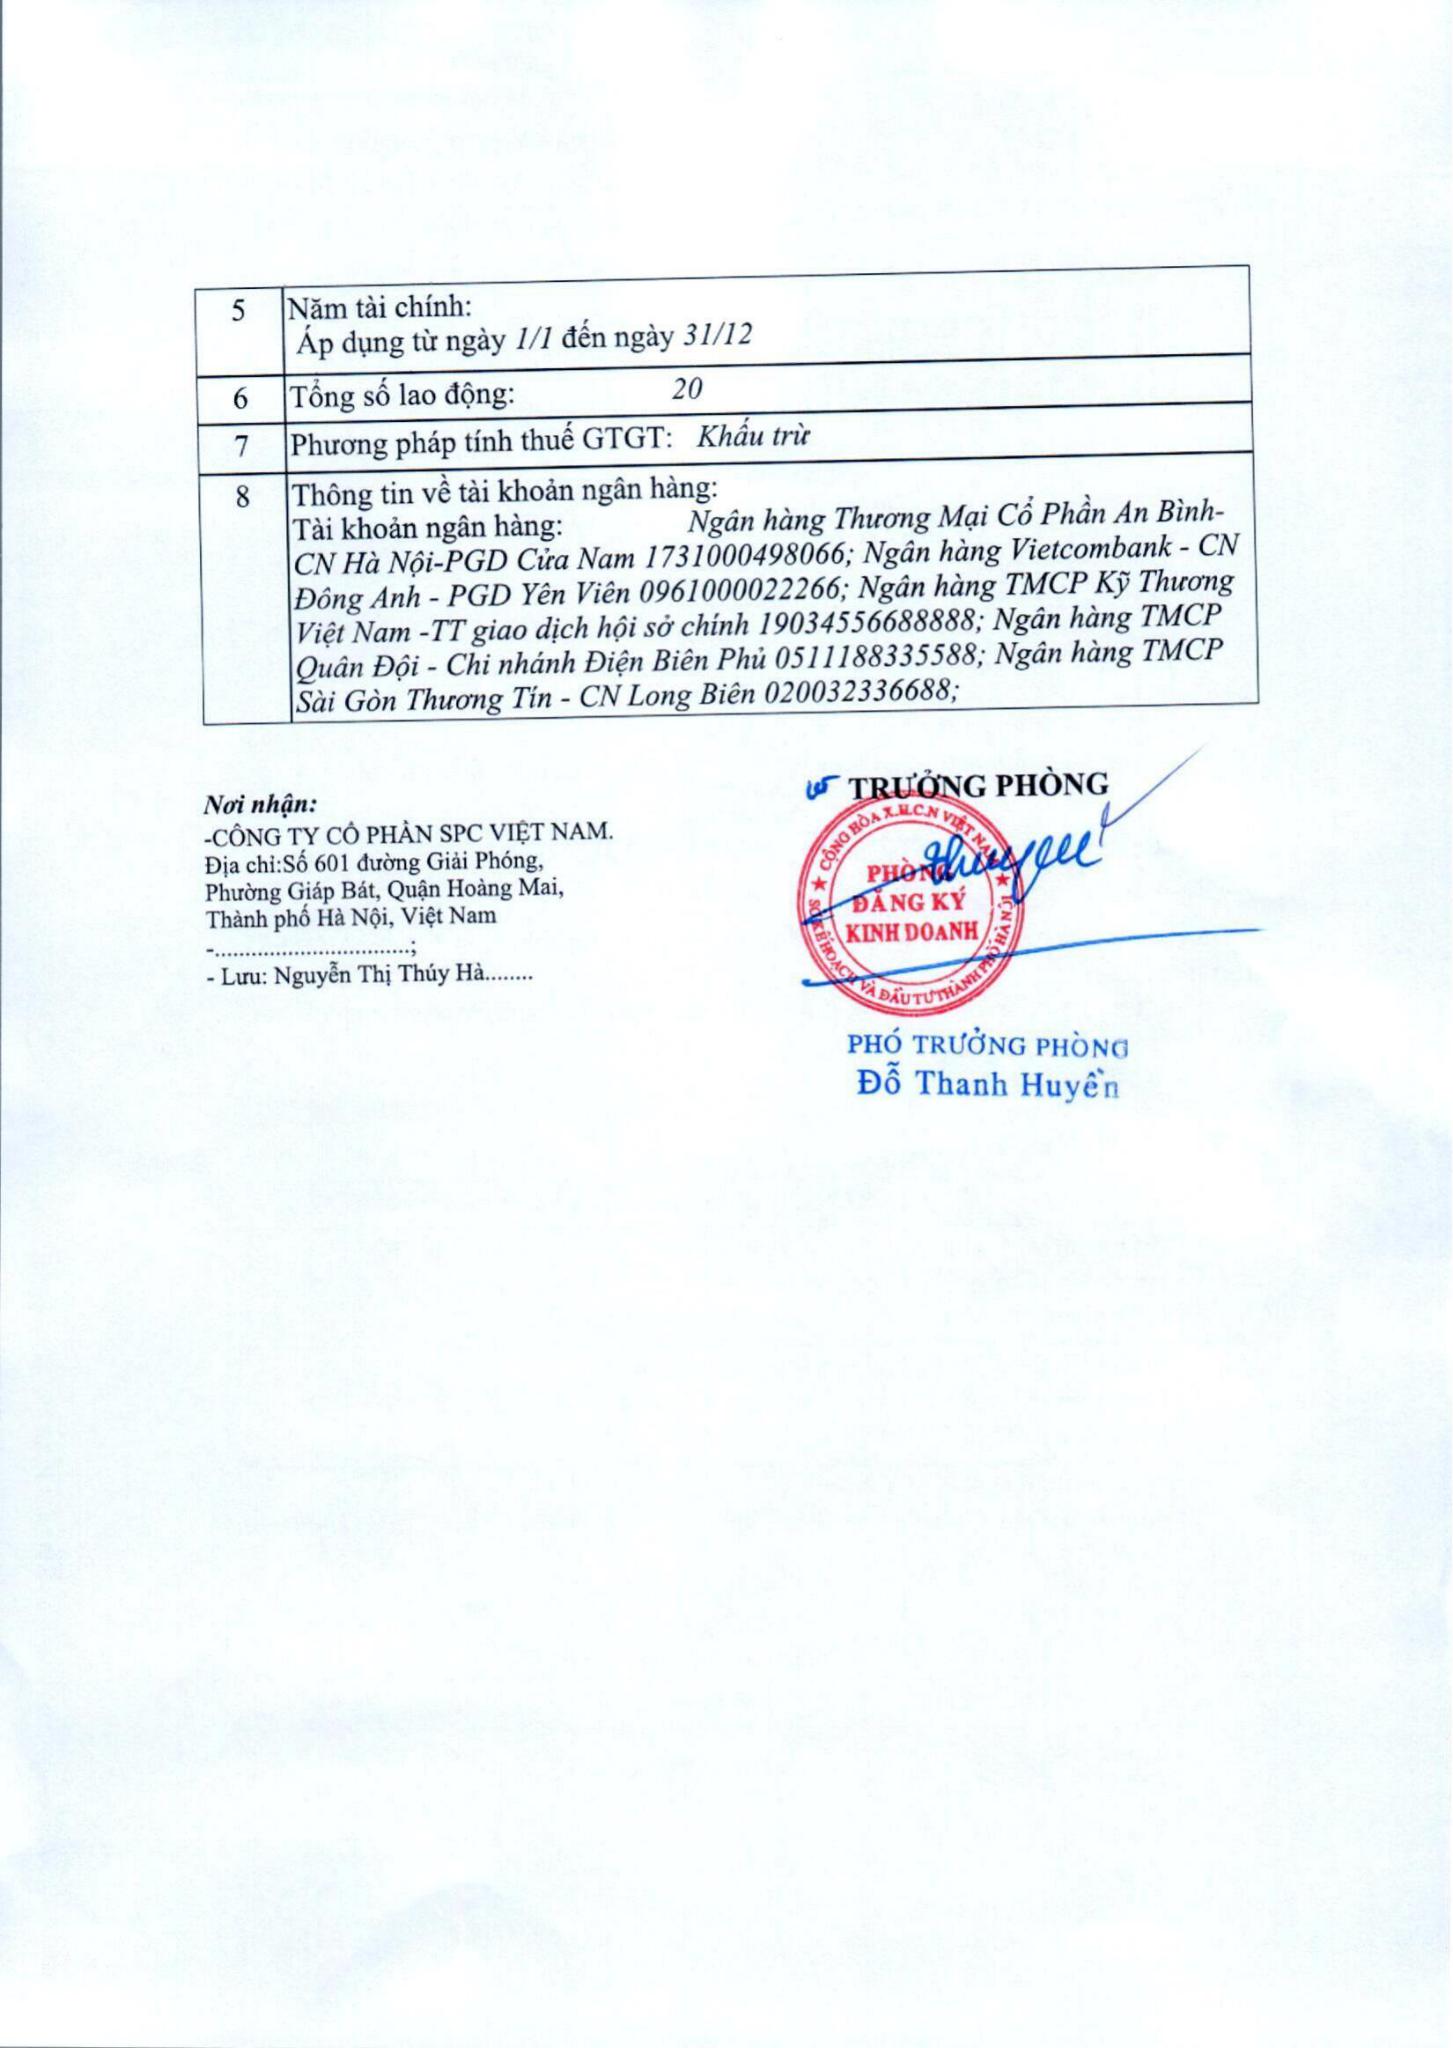 5
Năm tài chính:
Áp dụng từ ngày 1/1 đến ngày 31/12
6
Tổng số lao động: 20
7
Phương pháp tính thuế GTGT: Khấu trừ
8
Thông tin về tài khoản ngân hàng:
Tài khoản ngân hàng: Ngân hàng Thương Mại Cổ Phần An Bình-
CN Hà Nội-PGD Cửa Nam 1731000498066; Ngân hàng Vietcombank - CN
Đông Anh - PGD Yên Viên 0961000022266; Ngân hàng TMCP Kỹ Thương
Việt Nam -TT giao dịch hội sở chính 19034556688888; Ngân hàng TMCP
Quân Đội - Chi nhánh Điện Biên Phủ 0511188335588; Ngân hàng TMCP
Sài Gòn Thương Tín - CN Long Biên 020032336688;
Nơi nhận:
-CÔNG TY CỔ PHẦN SPC VIỆT NAM.
Địa chỉ:Số 601 đường Giải Phóng,
Phường Giáp Bát, Quận Hoàng Mai,
Thành phố Hà Nội, Việt Nam
-..............................;
- Lưu: Nguyễn Thị Thúy Hà........
TRƯỞNG PHÒNG
CỘNG HÒA X.H.C.N VIỆT NAM
PHÒNG
ĐĂNG KÝ
KINH DOANH
SỞ KẾ HOẠCH VÀ ĐẦU TƯ THÀNH PHỐ HÀ NỘI
PHÓ TRƯỞNG PHÒNG
Đỗ Thanh Huyền